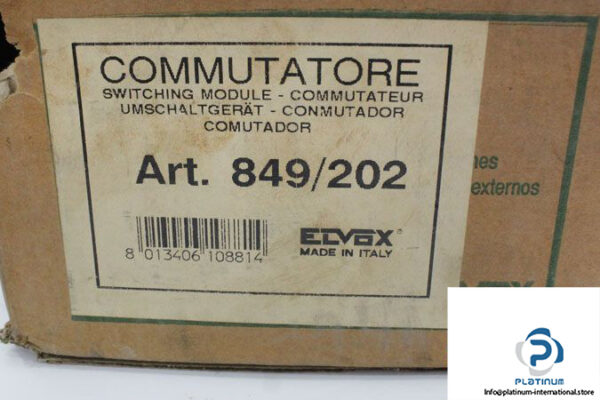 COMMUTATORE
SWITCHING MODULE - COMMUTATEUR
UMSCHALTGERÄT - CONMUTADOR
COMUTADOR
Art. 849/202
8 013406 108814
ELVOX®
MADE IN ITALY
nes
externos
PLATINUM
Info@platinum-international.store